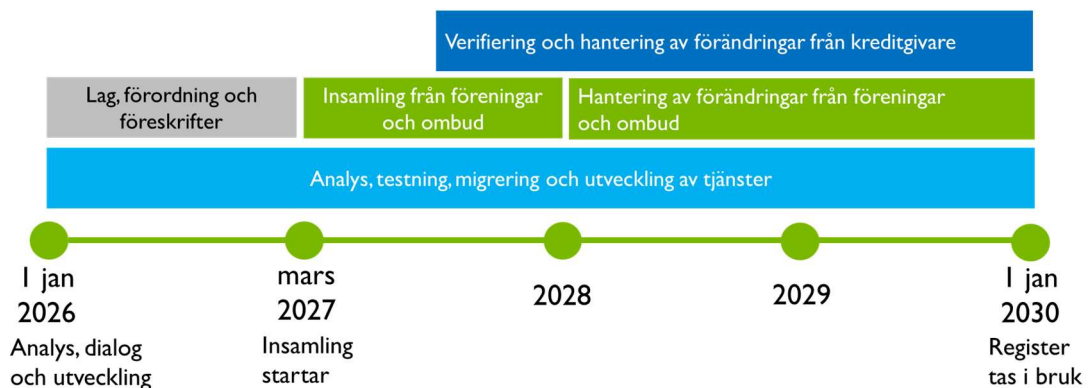 Verifiering och hantering av förändringar från kreditgivare
Lag, förordning och
föreskrifter
Insamling från föreningar
och ombud
Hantering av förändringar från föreningar
och ombud
Analys, testning, migrering och utveckling av tjänster
1 jan
2026
mars
2027
2028
2029
1 jan
2030
Analys, dialog
och utveckling
Insamling
startar
Register
tas i bruk